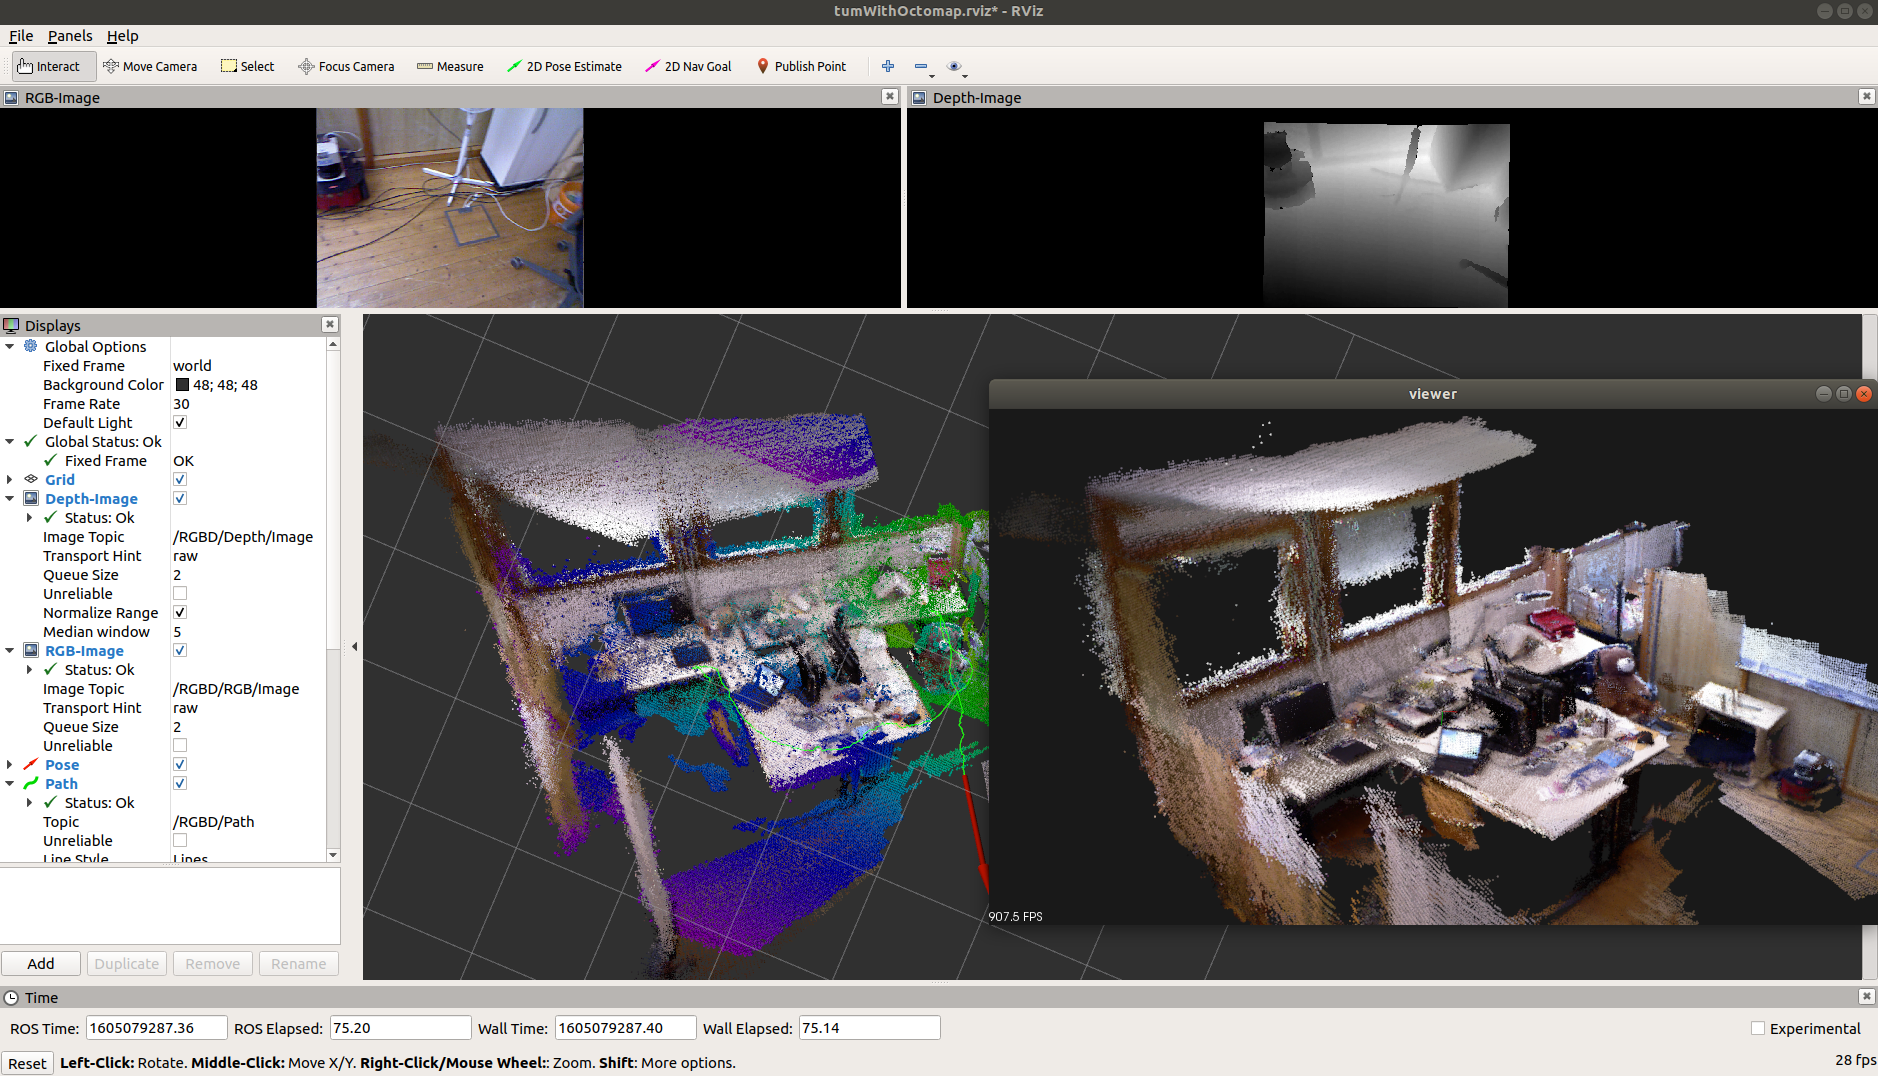 tumWithOctomap.rviz* - RViz
File Panels Help
Interact Move Camera Select Focus Camera Measure 2D Pose Estimate 2D Nav Goal Publish Point
RGB-Image
Depth-Image
Displays
Global Options
Fixed Frame world
Background Color 48; 48; 48
Frame Rate 30
Default Light
Global Status: Ok
Fixed Frame OK
Grid
Depth-Image
Status: Ok
Image Topic /RGBD/Depth/Image
Transport Hint raw
Queue Size 2
Unreliable
Normalize Range
Median window 5
RGB-Image
Status: Ok
Image Topic /RGBD/RGB/Image
Transport Hint raw
Queue Size 2
Unreliable
Pose
Path
Status: Ok
Topic /RGBD/Path
Unreliable
Line Style Lines
Add Duplicate Remove Rename
viewer
907.5 FPS
Time
ROS Time: 1605079287.36 ROS Elapsed: 75.20 Wall Time: 1605079287.40 Wall Elapsed: 75.14 Experimental
Reset Left-Click: Rotate. Middle-Click: Move X/Y. Right-Click/Mouse Wheel:: Zoom. Shift: More options. 28 fps